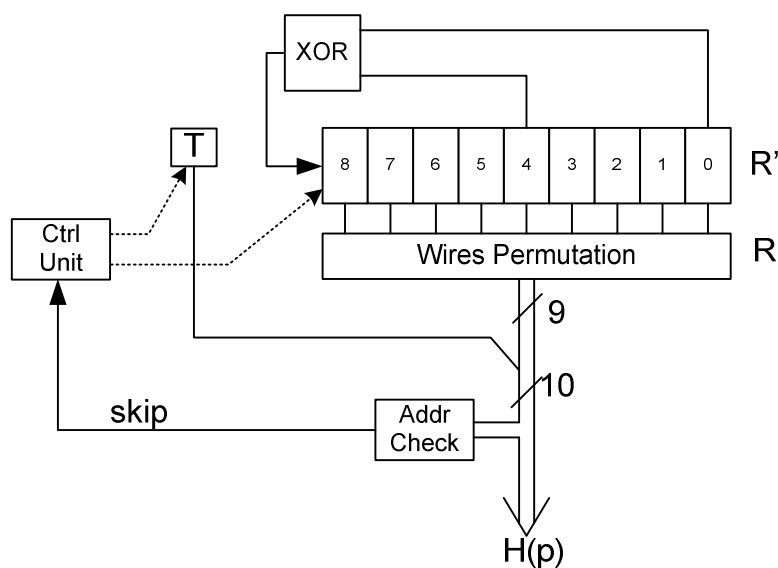 XOR
T
8 7 6 5 4 3 2 1 0
R’
Ctrl
Unit
Wires Permutation
R
9
10
skip
Addr
Check
H(p)